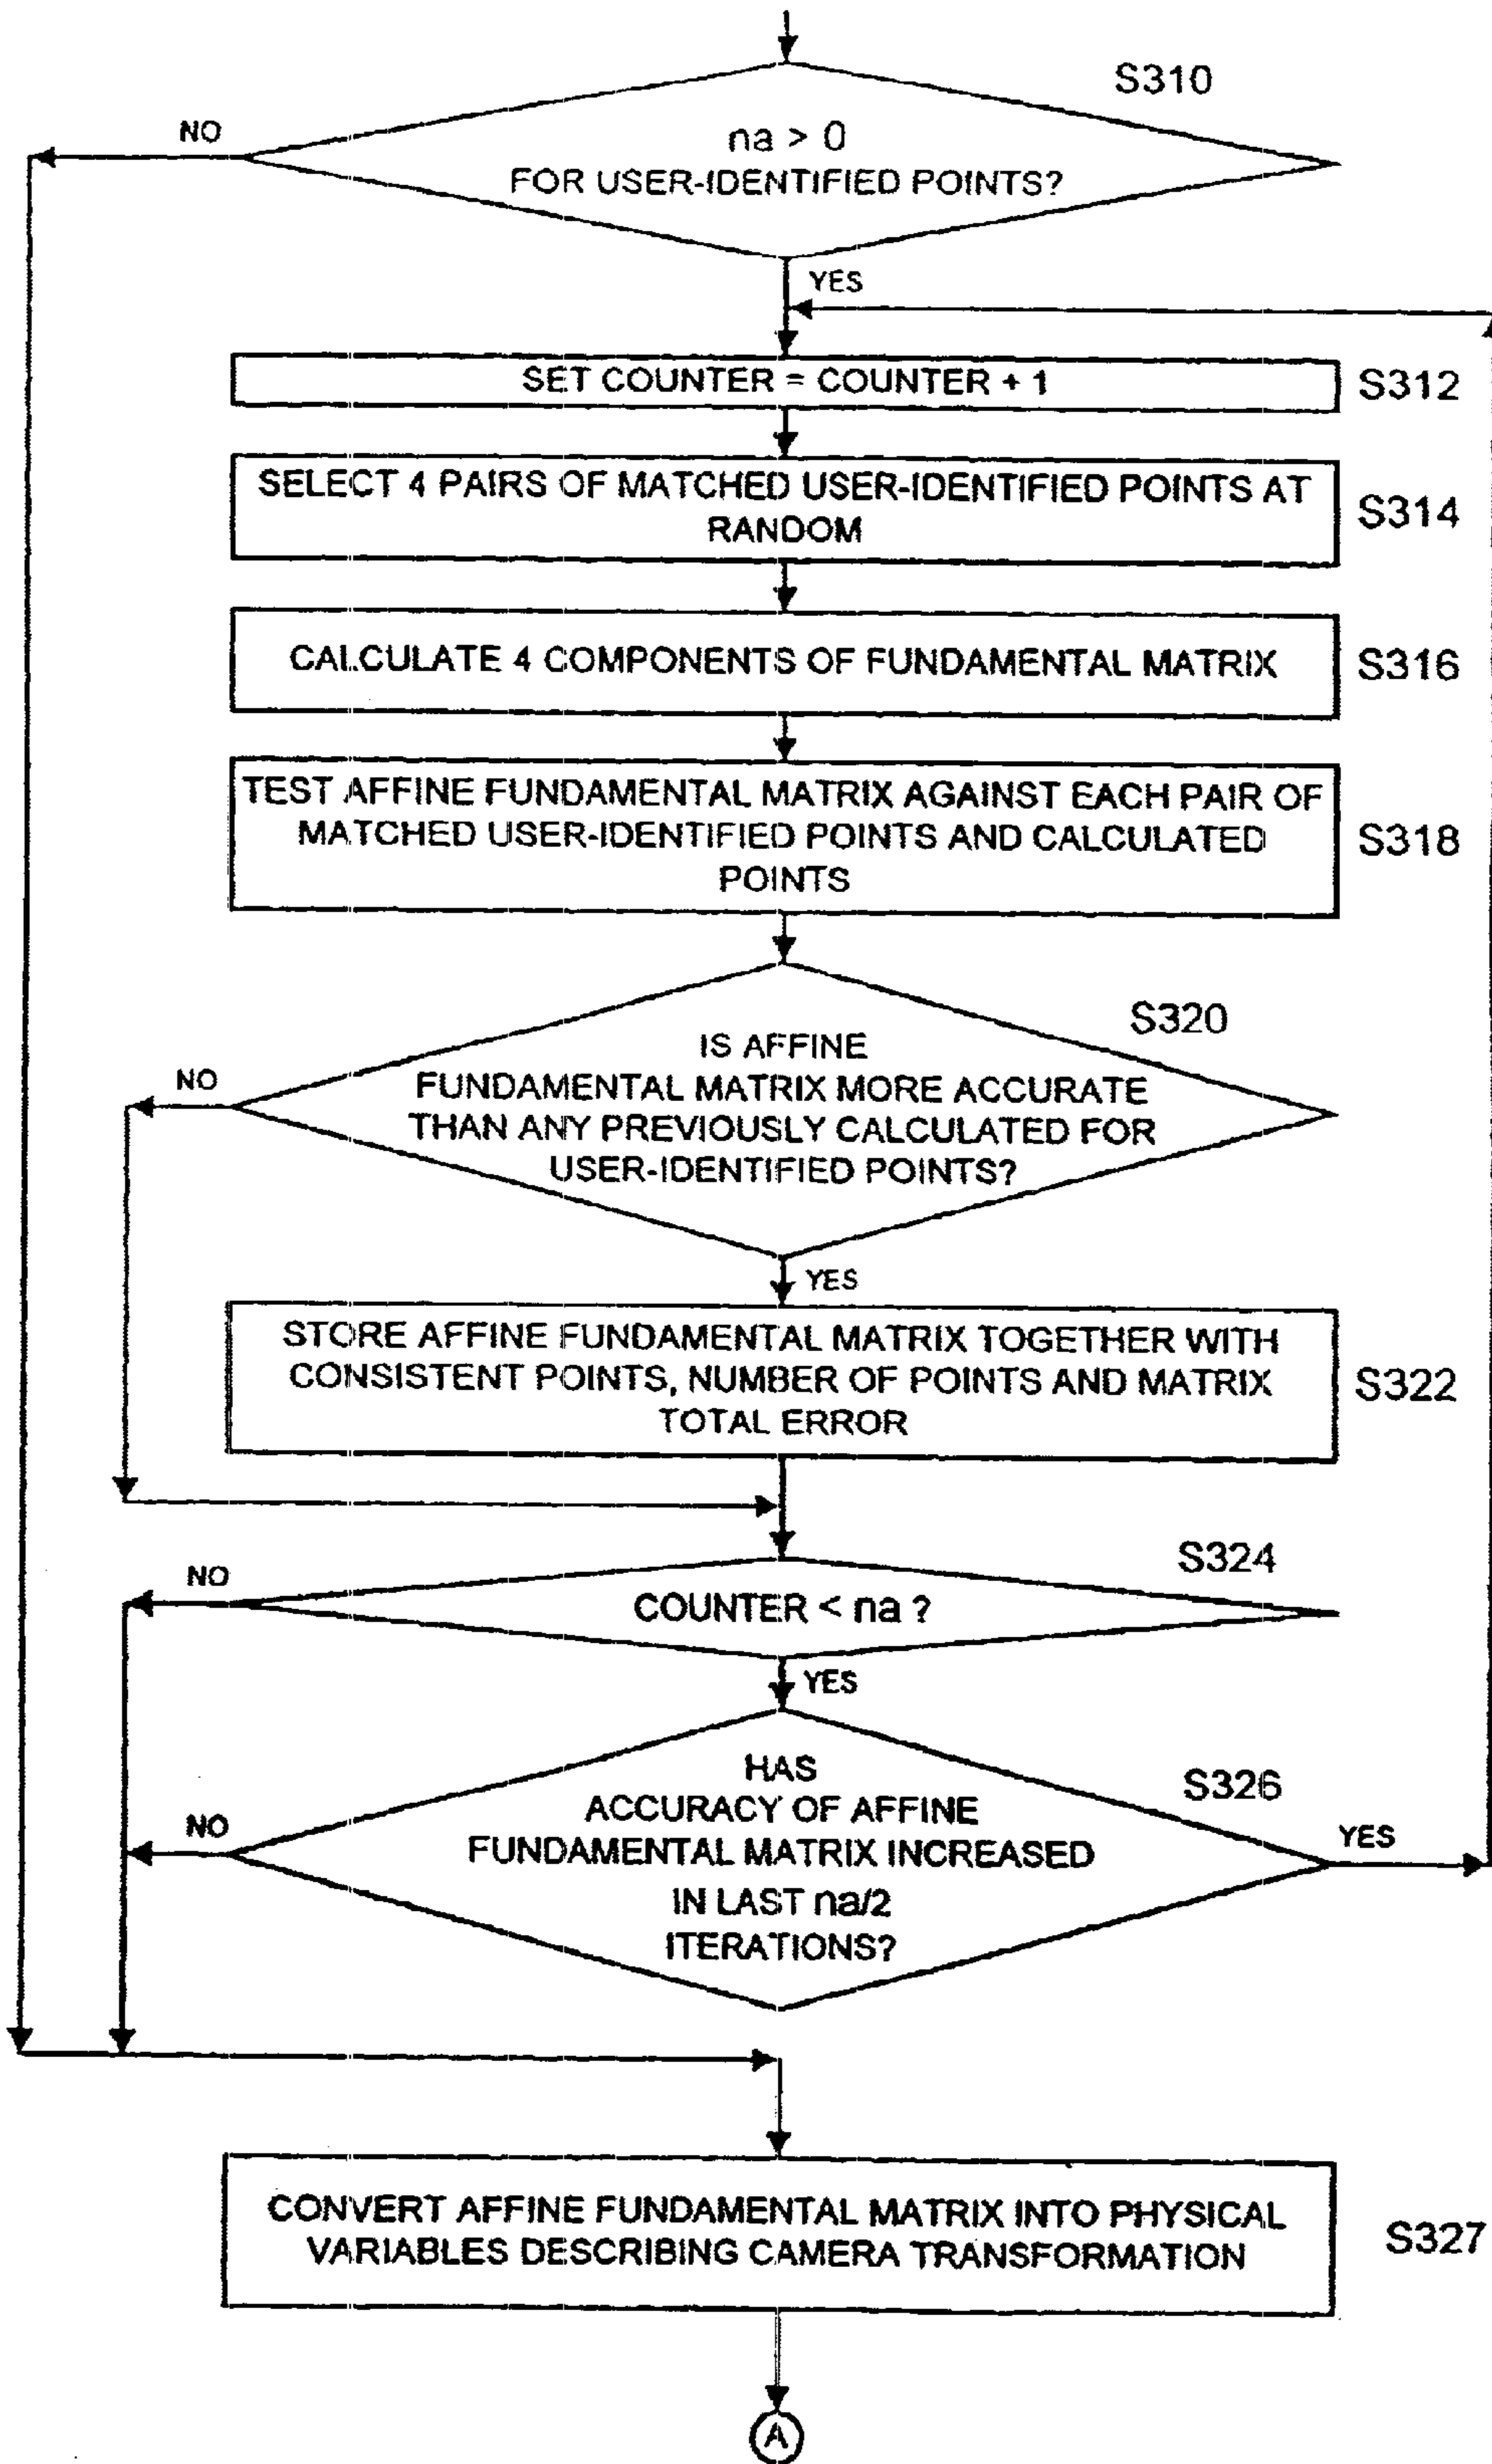 S310
NO
na > 0
FOR USER-IDENTIFIED POINTS?
YES
SET COUNTER = COUNTER + 1
S312
SELECT 4 PAIRS OF MATCHED USER-IDENTIFIED POINTS AT
RANDOM
S314
CALCULATE 4 COMPONENTS OF FUNDAMENTAL MATRIX
S316
TEST AFFINE FUNDAMENTAL MATRIX AGAINST EACH PAIR OF
MATCHED USER-IDENTIFIED POINTS AND CALCULATED
POINTS
S318
S320
NO
IS AFFINE
FUNDAMENTAL MATRIX MORE ACCURATE
THAN ANY PREVIOUSLY CALCULATED FOR
USER-IDENTIFIED POINTS?
YES
STORE AFFINE FUNDAMENTAL MATRIX TOGETHER WITH
CONSISTENT POINTS, NUMBER OF POINTS AND MATRIX
TOTAL ERROR
S322
S324
NO
COUNTER < na ?
YES
S326
NO
HAS
ACCURACY OF AFFINE
FUNDAMENTAL MATRIX INCREASED
IN LAST na/2
ITERATIONS?
YES
CONVERT AFFINE FUNDAMENTAL MATRIX INTO PHYSICAL
VARIABLES DESCRIBING CAMERA TRANSFORMATION
S327
A